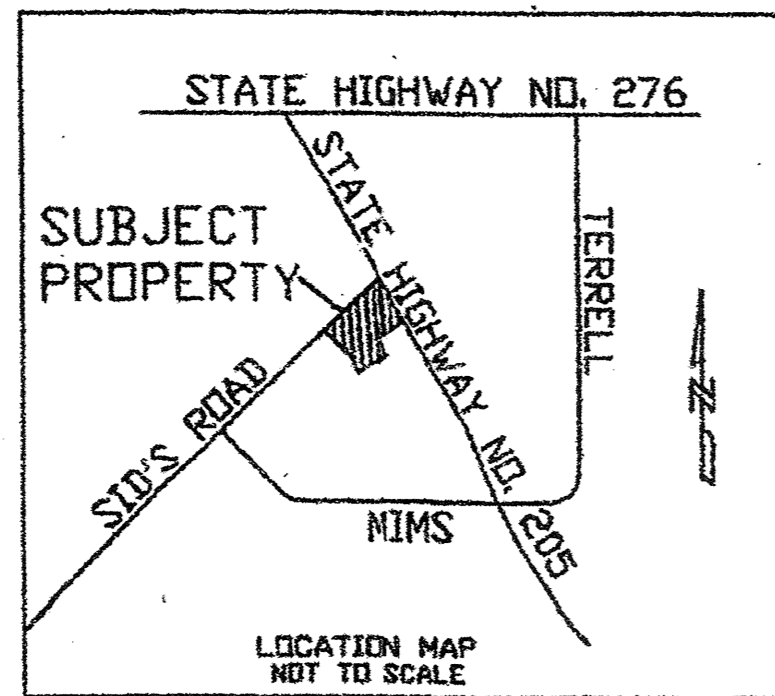 STATE HIGHWAY NO. 276
STATE HIGHWAY NO. 205
SUBJECT
PROPERTY
TERRELL
SID'S ROAD
MIMS
N
LOCATION MAP
NOT TO SCALE